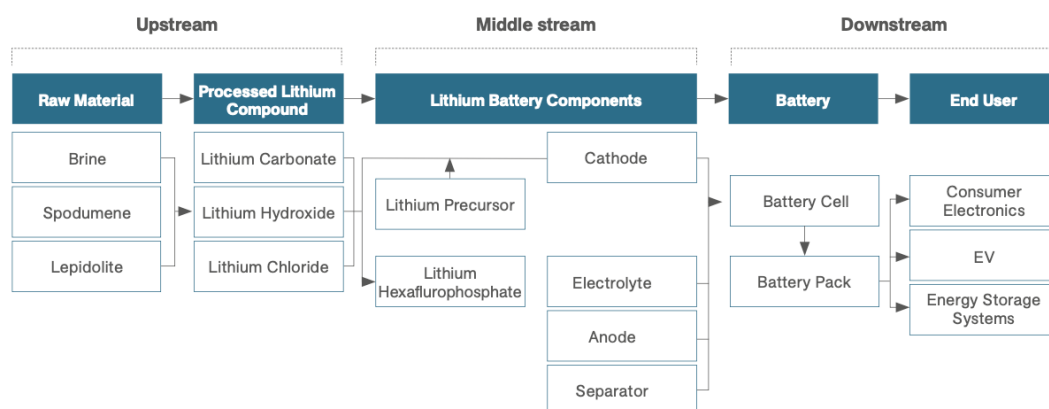 Upstream
Middle stream
Downstream
Raw Material
Processed Lithium
Compound
Lithium Battery Components
Battery
End User
Brine
Spodumene
Lepidolite
Lithium Carbonate
Lithium Hydroxide
Lithium Chloride
Lithium Precursor
Lithium
Hexaflurophosphate
Cathode
Electrolyte
Anode
Separator
Battery Cell
Battery Pack
Consumer
Electronics
EV
Energy Storage
Systems